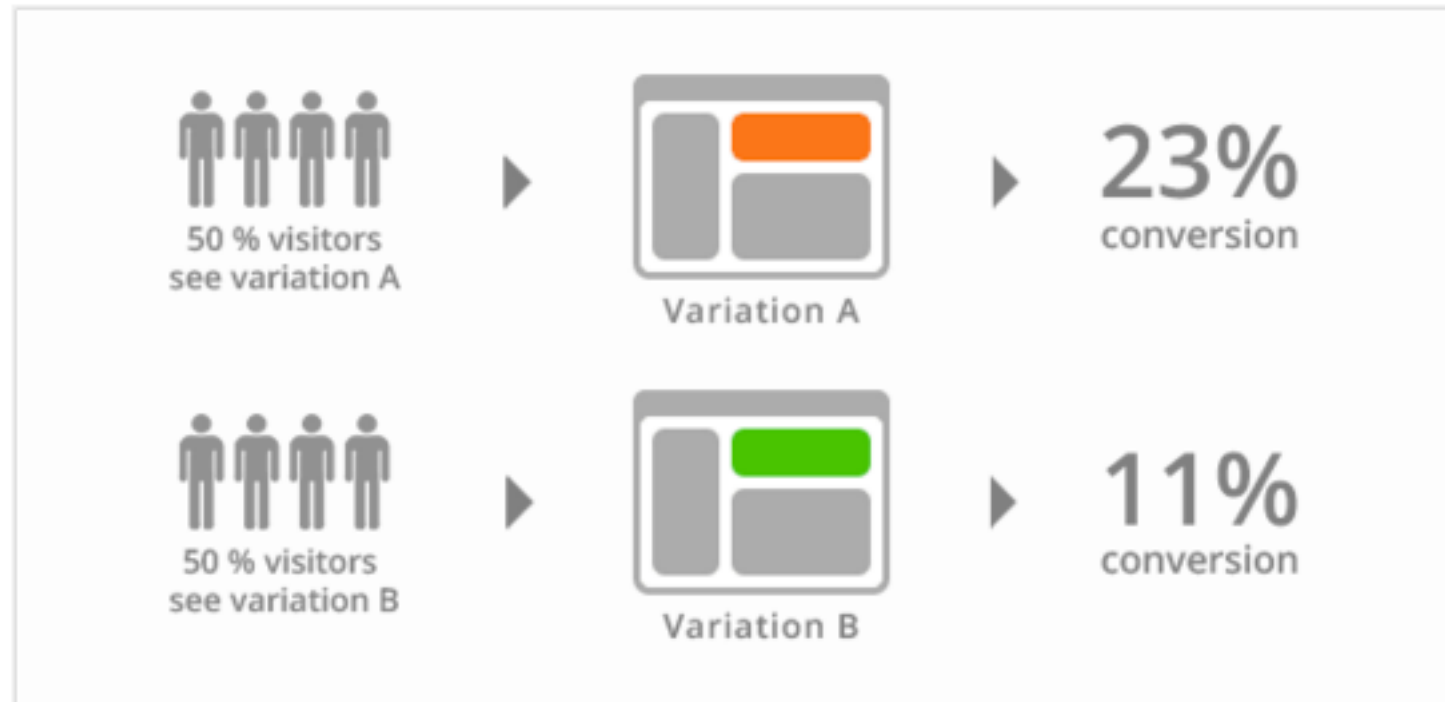 50 % visitors
see variation A
Variation A
23%
conversion
50 % visitors
see variation B
Variation B
11%
conversion